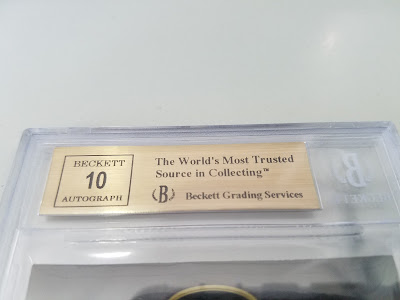 BECKETT
10
AUTOGRAPH
The World's Most Trusted
Source in Collecting™
B Beckett Grading Services
B